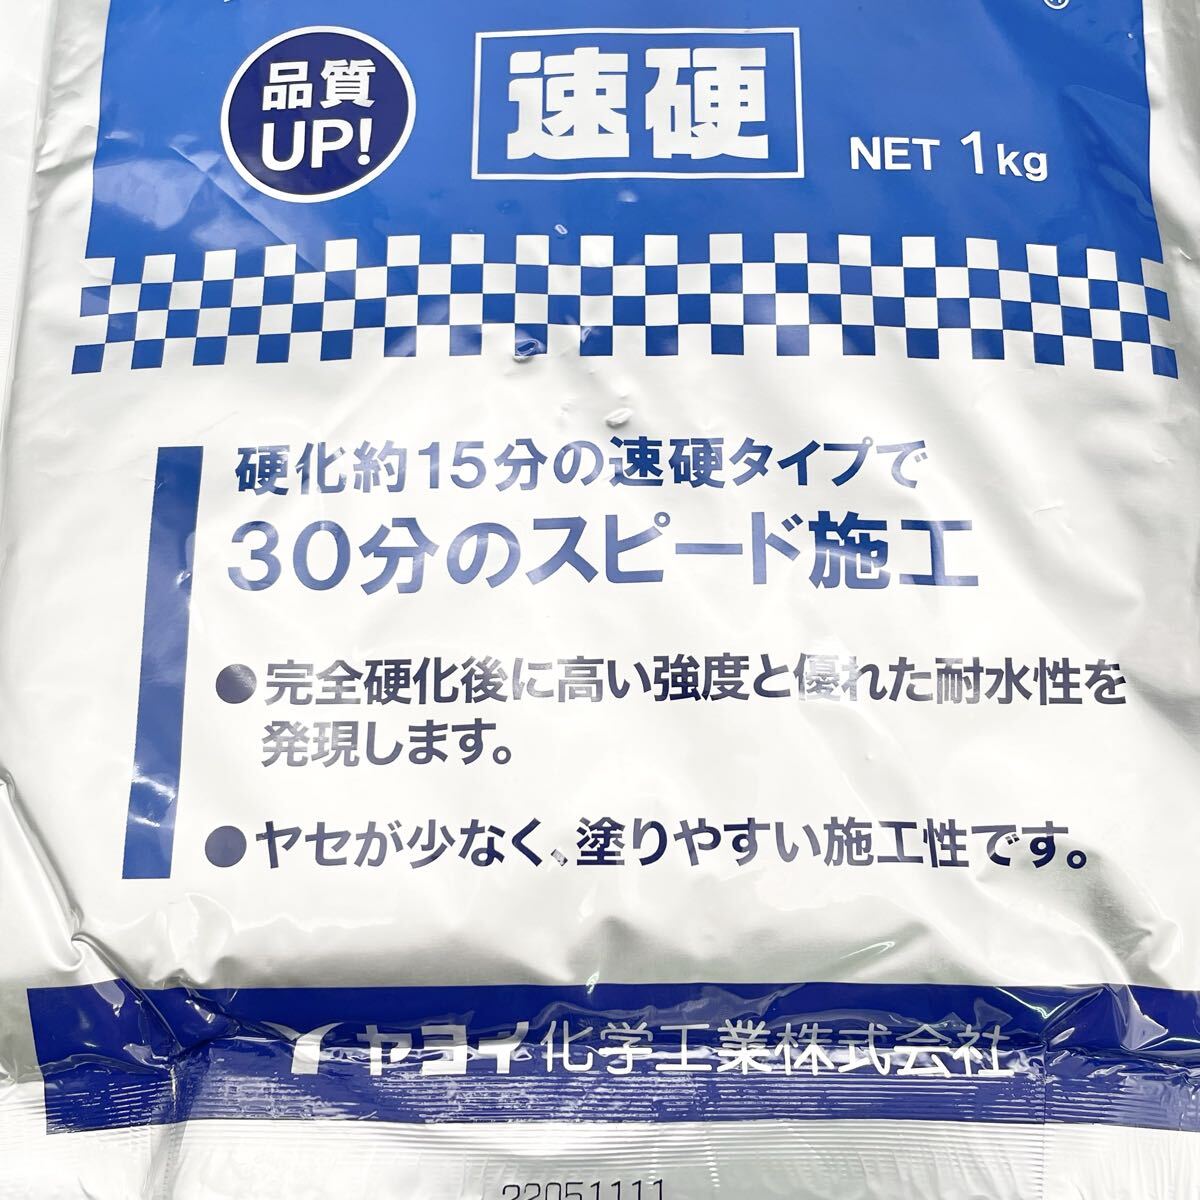 ®
品質
UP!
速硬
NET 1kg
硬化約15分の速硬タイプで
30分のスピード施工
●完全硬化後に高い強度と優れた耐水性を
発現します。
●ヤセが少なく、塗りやすい施工性です。
ヤヨイ化学工業株式会社
22051111